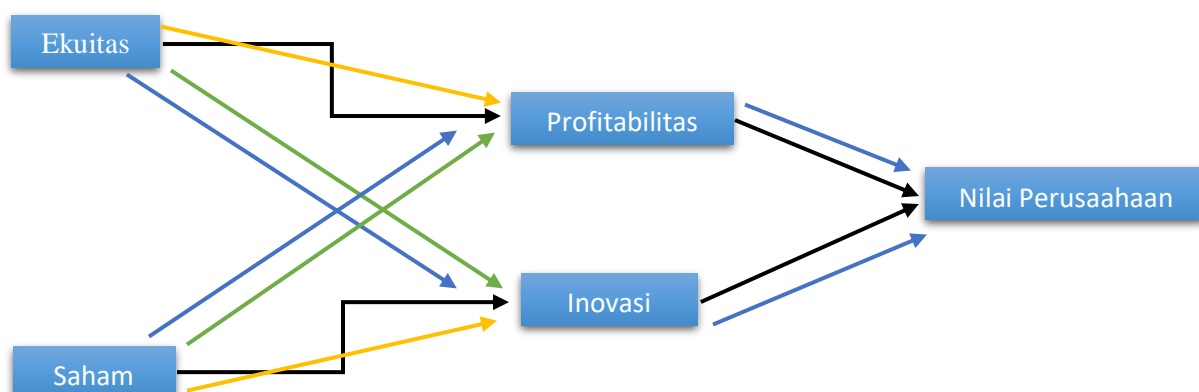 Ekuitas
Profitabilitas
Nilai Perusaahaan
Inovasi
Saham